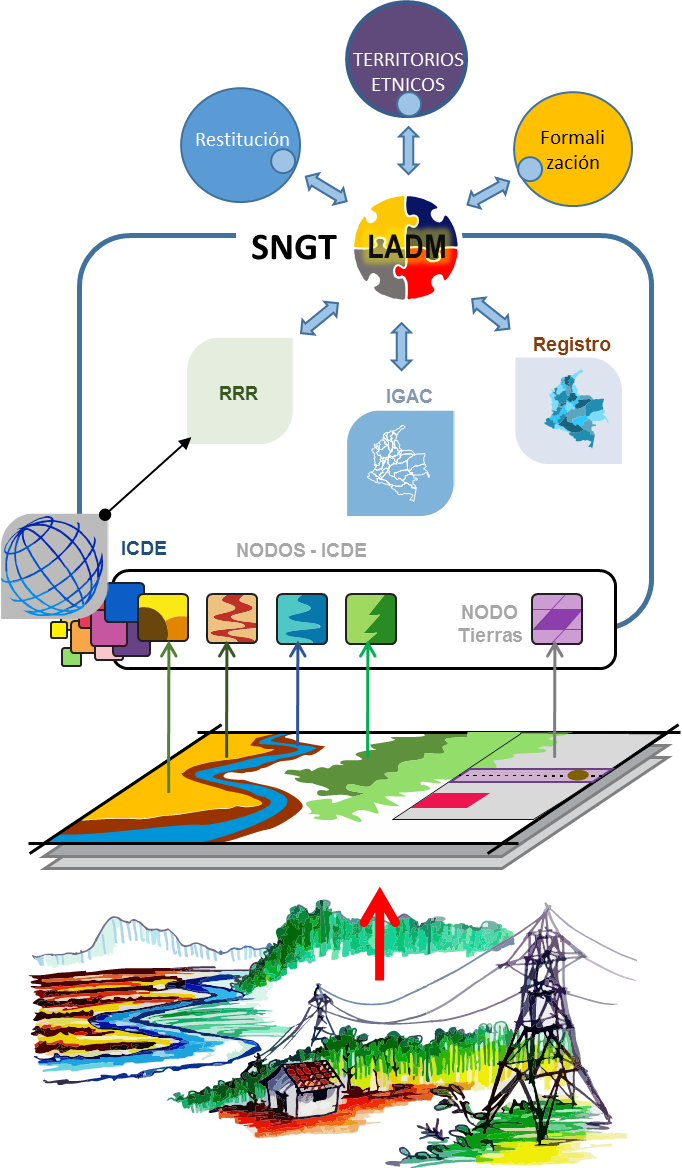 TERRITORIOS
ETNICOS
Restitución
Formali
zación
SNGT
LADM
Registro
RRR
IGAC
ICDE
NODOS - ICDE
NODO
Tierras